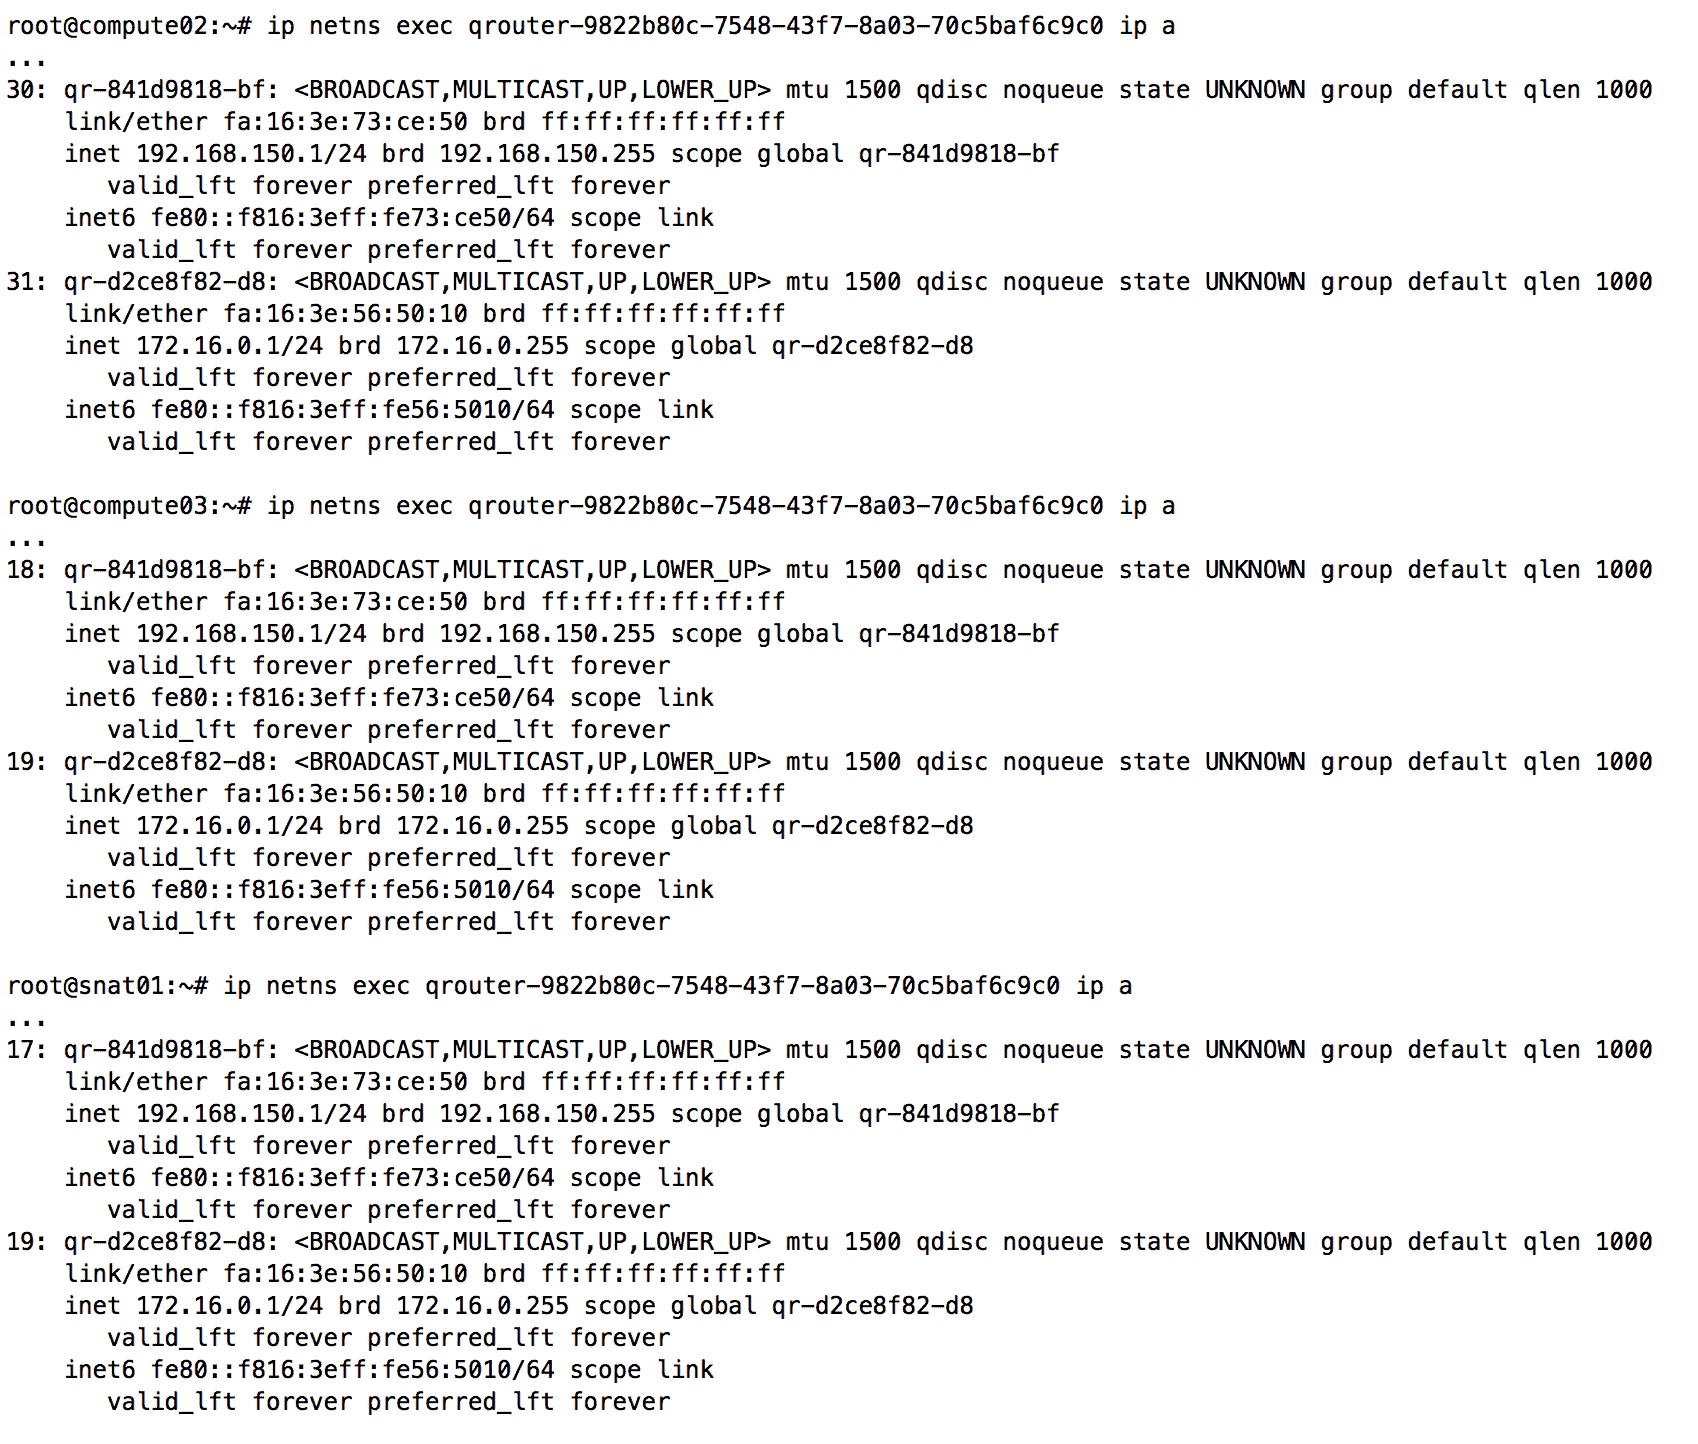 root@compute02:~# ip netns exec qrouter-9822b80c-7548-43f7-8a03-70c5baf6c9c0 ip a
...
30: qr-841d9818-bf: <BROADCAST,MULTICAST,UP,LOWER_UP> mtu 1500 qdisc noqueue state UNKNOWN group default qlen 1000
    link/ether fa:16:3e:73:ce:50 brd ff:ff:ff:ff:ff:ff
    inet 192.168.150.1/24 brd 192.168.150.255 scope global qr-841d9818-bf
       valid_lft forever preferred_lft forever
    inet6 fe80::f816:3eff:fe73:ce50/64 scope link
       valid_lft forever preferred_lft forever
31: qr-d2ce8f82-d8: <BROADCAST,MULTICAST,UP,LOWER_UP> mtu 1500 qdisc noqueue state UNKNOWN group default qlen 1000
    link/ether fa:16:3e:56:50:10 brd ff:ff:ff:ff:ff:ff
    inet 172.16.0.1/24 brd 172.16.0.255 scope global qr-d2ce8f82-d8
       valid_lft forever preferred_lft forever
    inet6 fe80::f816:3eff:fe56:5010/64 scope link
       valid_lft forever preferred_lft forever

root@compute03:~# ip netns exec qrouter-9822b80c-7548-43f7-8a03-70c5baf6c9c0 ip a
...
18: qr-841d9818-bf: <BROADCAST,MULTICAST,UP,LOWER_UP> mtu 1500 qdisc noqueue state UNKNOWN group default qlen 1000
    link/ether fa:16:3e:73:ce:50 brd ff:ff:ff:ff:ff:ff
    inet 192.168.150.1/24 brd 192.168.150.255 scope global qr-841d9818-bf
       valid_lft forever preferred_lft forever
    inet6 fe80::f816:3eff:fe73:ce50/64 scope link
       valid_lft forever preferred_lft forever
19: qr-d2ce8f82-d8: <BROADCAST,MULTICAST,UP,LOWER_UP> mtu 1500 qdisc noqueue state UNKNOWN group default qlen 1000
    link/ether fa:16:3e:56:50:10 brd ff:ff:ff:ff:ff:ff
    inet 172.16.0.1/24 brd 172.16.0.255 scope global qr-d2ce8f82-d8
       valid_lft forever preferred_lft forever
    inet6 fe80::f816:3eff:fe56:5010/64 scope link
       valid_lft forever preferred_lft forever

root@snat01:~# ip netns exec qrouter-9822b80c-7548-43f7-8a03-70c5baf6c9c0 ip a
...
17: qr-841d9818-bf: <BROADCAST,MULTICAST,UP,LOWER_UP> mtu 1500 qdisc noqueue state UNKNOWN group default qlen 1000
    link/ether fa:16:3e:73:ce:50 brd ff:ff:ff:ff:ff:ff
    inet 192.168.150.1/24 brd 192.168.150.255 scope global qr-841d9818-bf
       valid_lft forever preferred_lft forever
    inet6 fe80::f816:3eff:fe73:ce50/64 scope link
       valid_lft forever preferred_lft forever
19: qr-d2ce8f82-d8: <BROADCAST,MULTICAST,UP,LOWER_UP> mtu 1500 qdisc noqueue state UNKNOWN group default qlen 1000
    link/ether fa:16:3e:56:50:10 brd ff:ff:ff:ff:ff:ff
    inet 172.16.0.1/24 brd 172.16.0.255 scope global qr-d2ce8f82-d8
       valid_lft forever preferred_lft forever
    inet6 fe80::f816:3eff:fe56:5010/64 scope link
       valid_lft forever preferred_lft forever